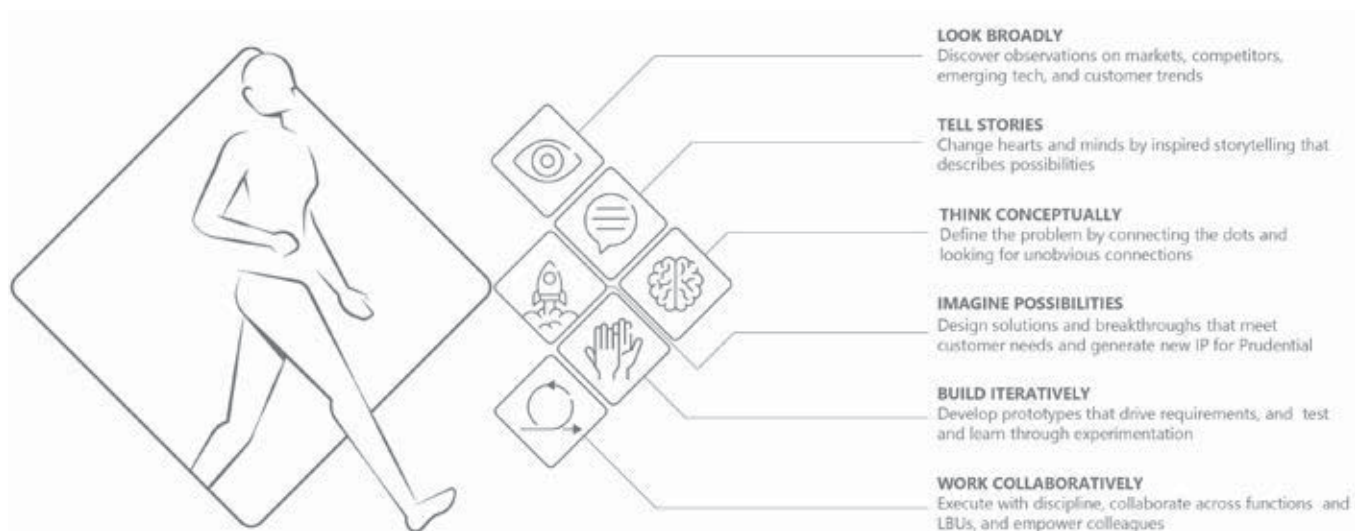 LOOK BROADLY
Discover observations on markets, competitors,
emerging tech, and customer trends
TELL STORIES
Change hearts and minds by inspired storytelling that
describes possibilities
THINK CONCEPTUALLY
Define the problem by connecting the dots and
looking for unobvious connections
IMAGINE POSSIBILITIES
Design solutions and breakthroughs that meet
customer needs and generate new IP for Prudential
BUILD ITERATIVELY
Develop prototypes that drive requirements, and test
and learn through experimentation
WORK COLLABORATIVELY
Execute with discipline, collaborate across functions and
LBUs, and empower colleagues